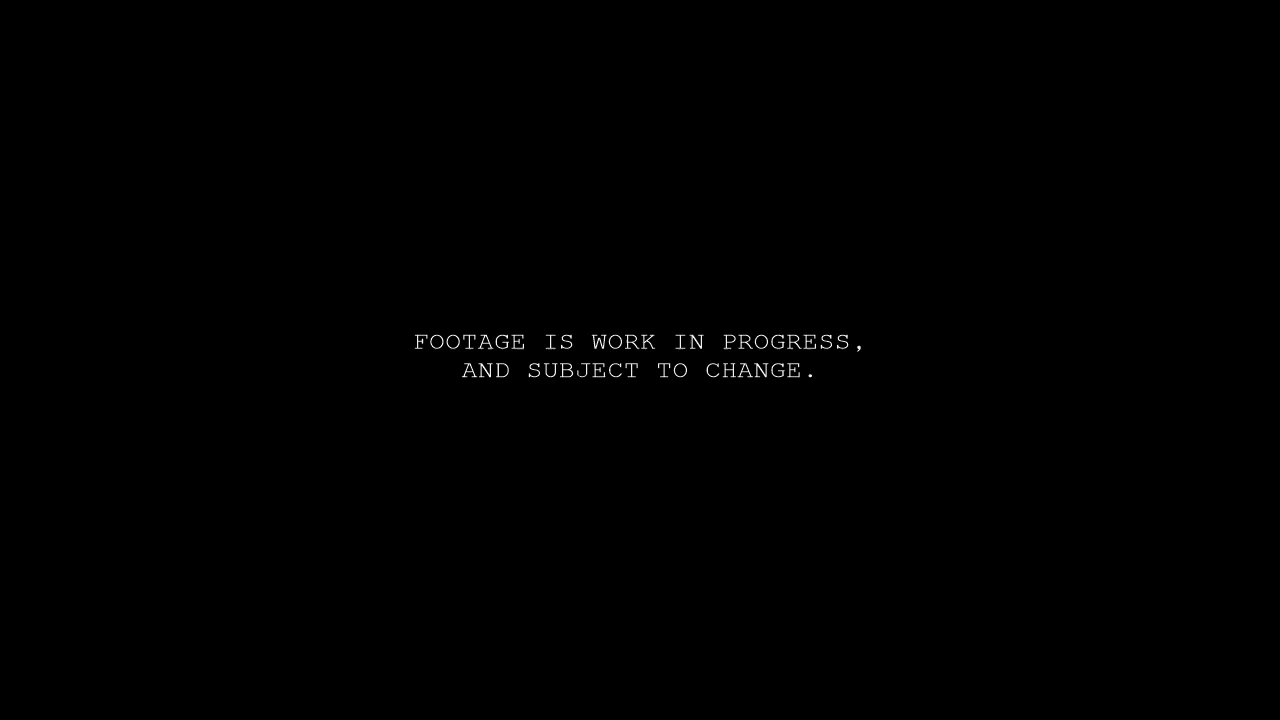 FOOTAGE IS WORK IN PROGRESS,
AND SUBJECT TO CHANGE.